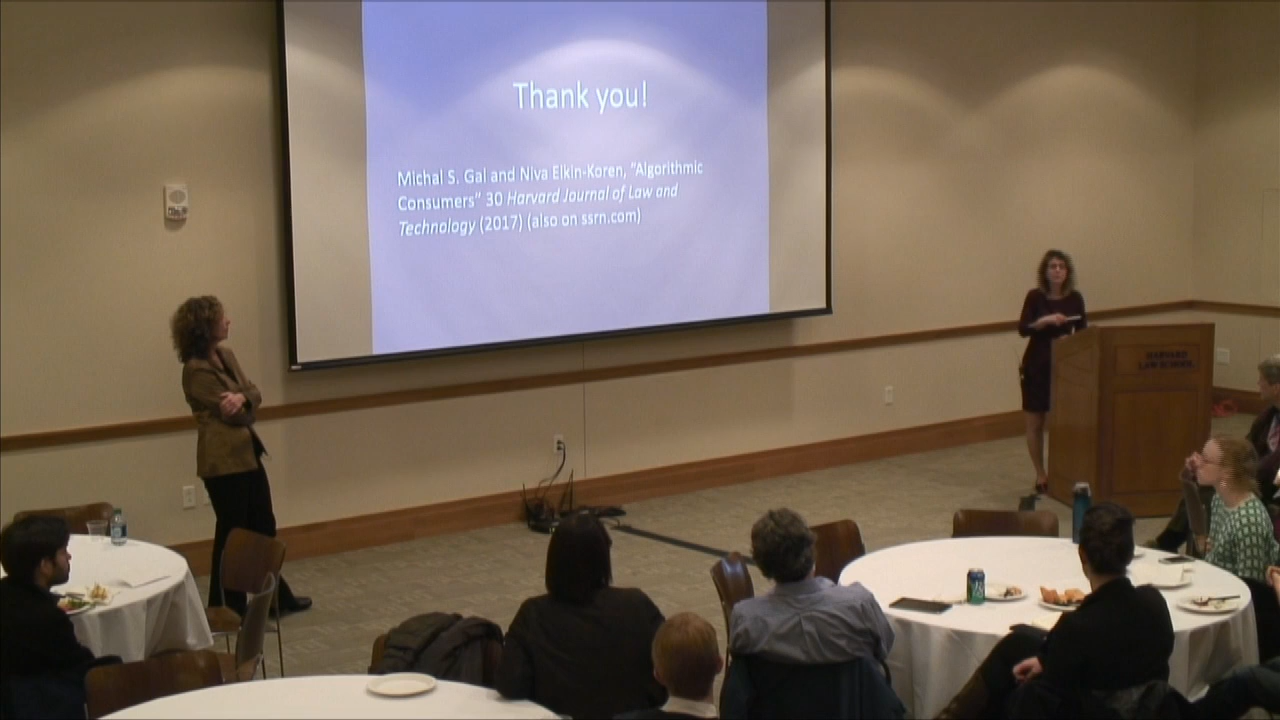 Thank you!
Michal S. Gal and Niva Elkin-Koren, "Algorithmic
Consumers" 30 Harvard Journal of Law and
Technology (2017) (also on ssrn.com)
HARVARD
LAW SCHOOL